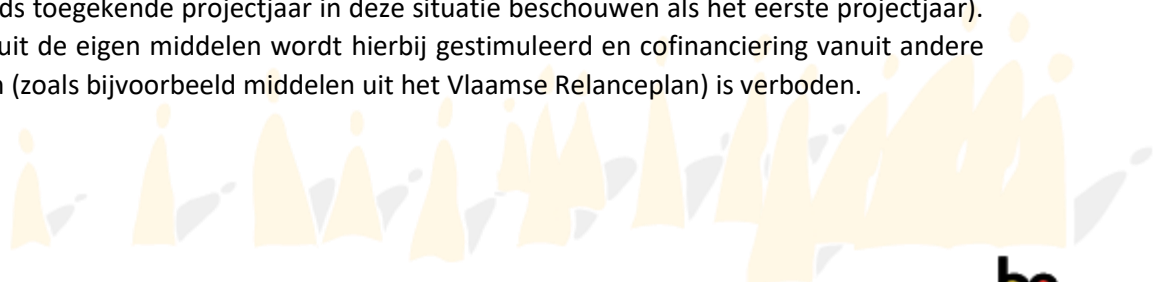 ds toegekende projectjaar in deze situatie beschouwen als het eerste projectjaar).
uit de eigen middelen wordt hierbij gestimuleerd en cofinanciering vanuit andere
(zoals bijvoorbeeld middelen uit het Vlaamse Relanceplan) is verboden.
be